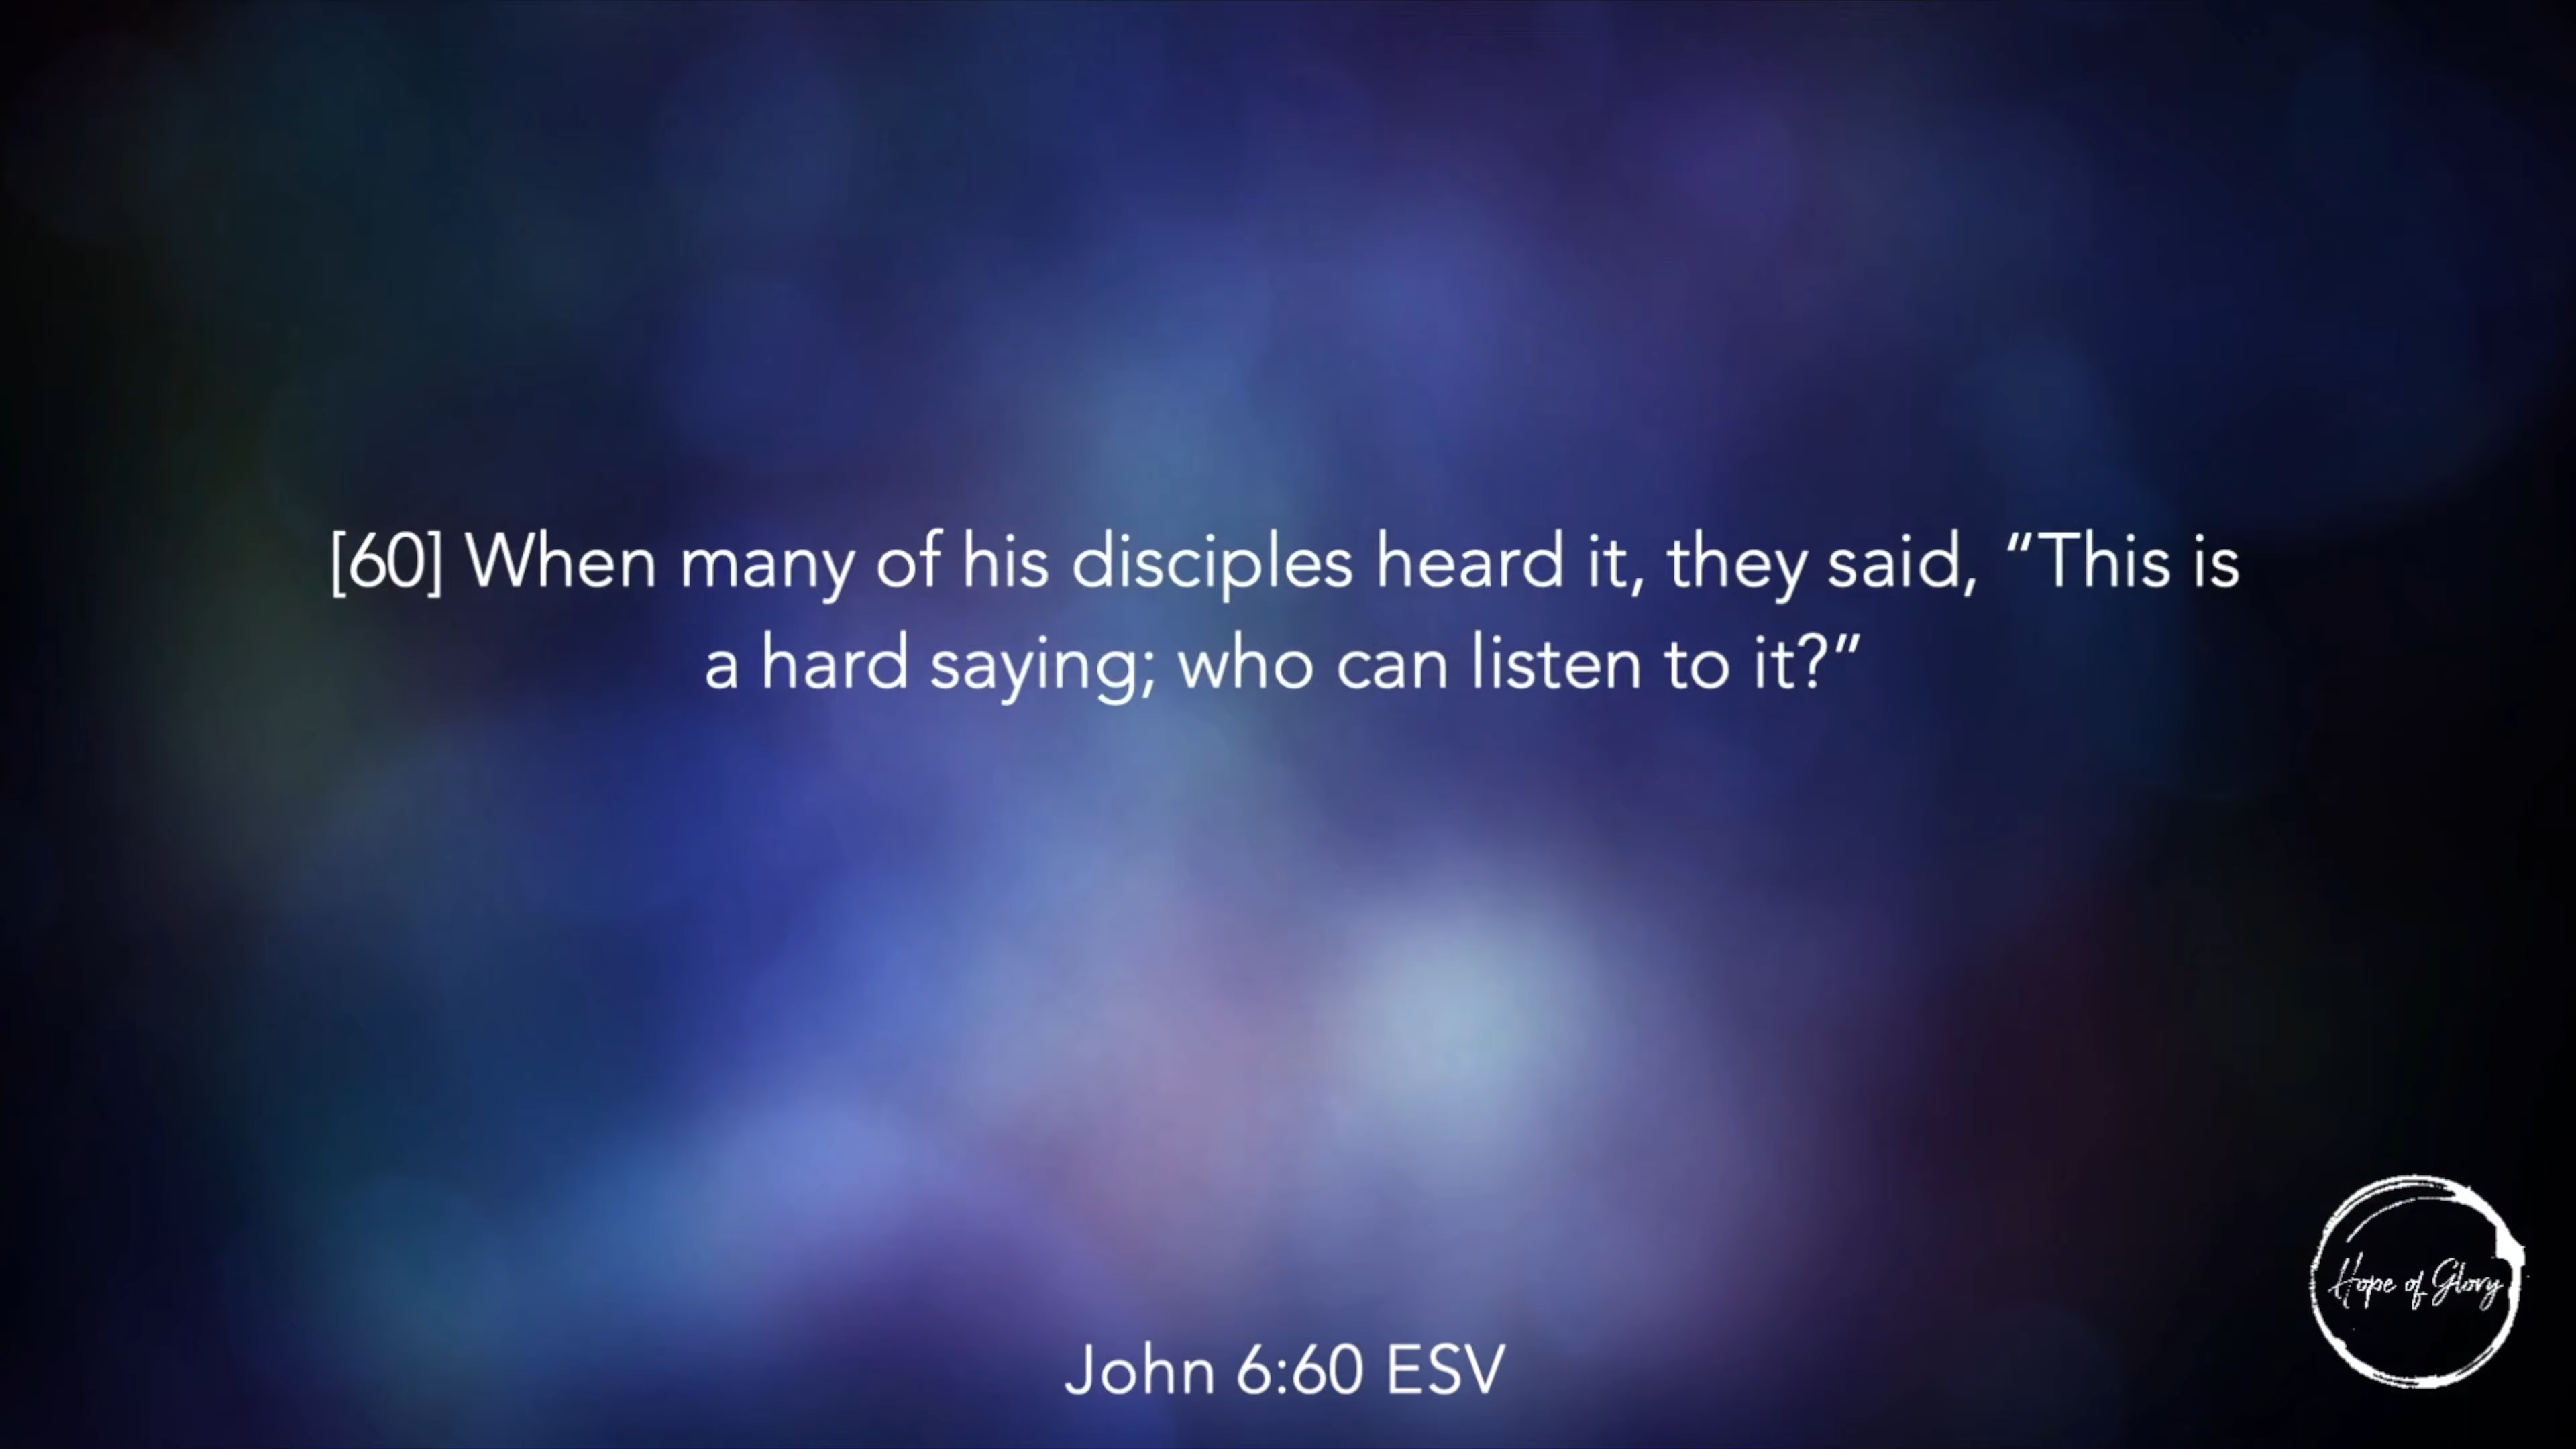 [60] When many of his disciples heard it, they said, “This is
a hard saying; who can listen to it?”
Hope of Glory
John 6:60 ESV